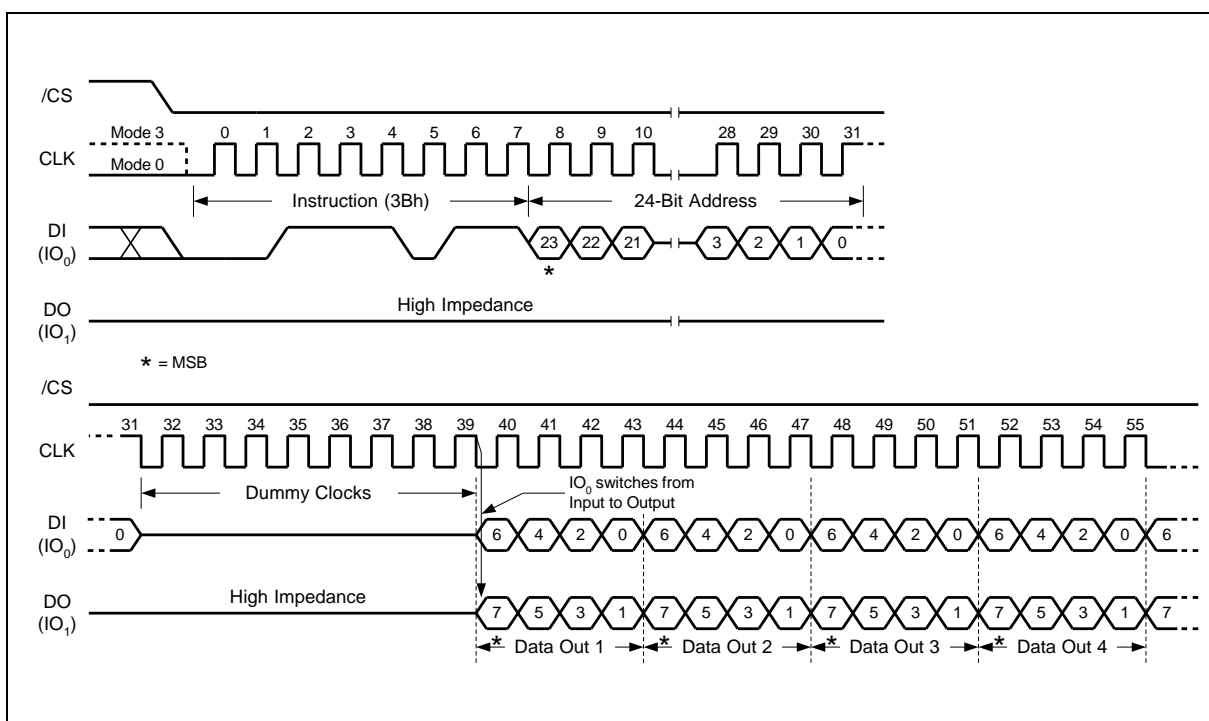 /CS
Mode 3 0 1 2 3 4 5 6 7 8 9 10 28 29 30 31
CLK
Mode 0
Instruction (3Bh) 24-Bit Address
DI
(IO0)
23 22 21 3 2 1 0
*
High Impedance
DO
(IO1)
* = MSB
/CS
31 32 33 34 35 36 37 38 39 40 41 42 43 44 45 46 47 48 49 50 51 52 53 54 55
CLK
Dummy Clocks
IO0 switches from
Input to Output
DI
(IO0)
0 6 4 2 0 6 4 2 0 6 4 2 0 6 4 2 0 6
High Impedance
DO
(IO1)
7 5 3 1 7 5 3 1 7 5 3 1 7 5 3 1 7
* Data Out 1 * Data Out 2 * Data Out 3 * Data Out 4